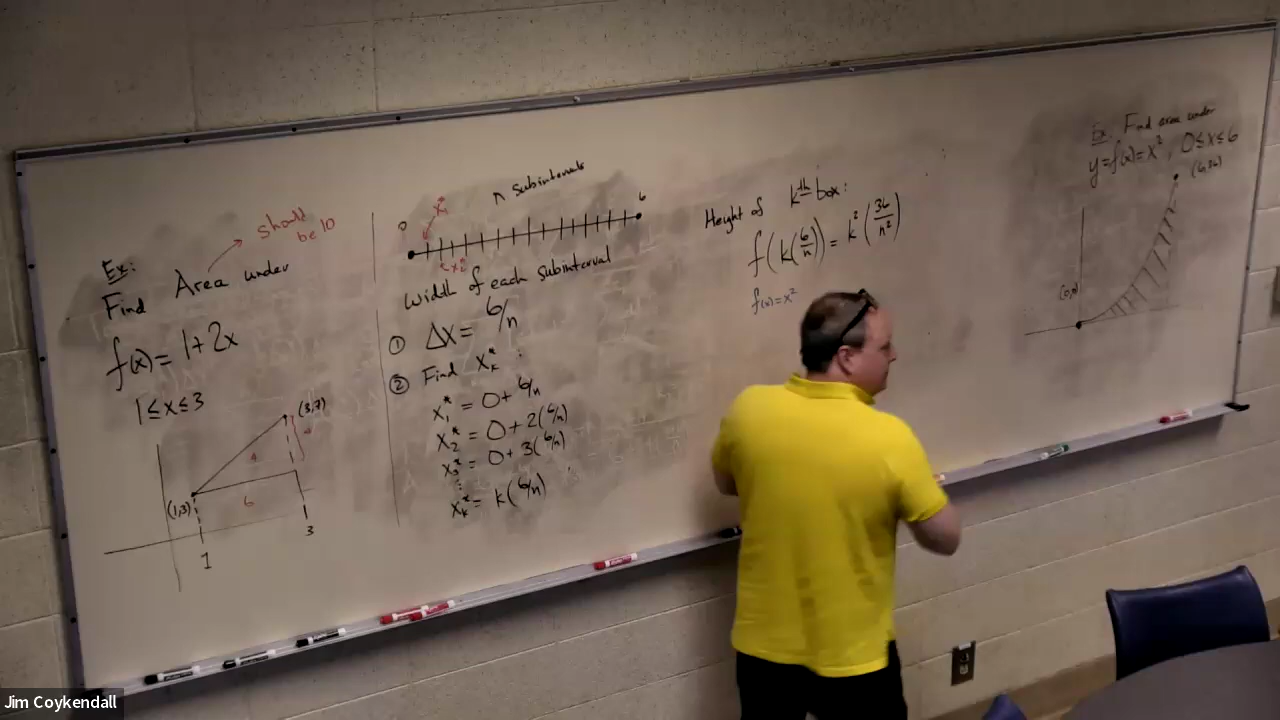 Ex:
Find Area under
should
be 10
f(x) = 1 + 2x
1 ≤ x ≤ 3
(3,7)
4
4
(1,3)
6
1
3
n subintervals
0
6
x₁*
x₂*
Width of each subinterval
① Δx = 6/n
② Find xₖ* :
x₁* = 0 + 6/n
x₂* = 0 + 2(6/n)
x₃* = 0 + 3(6/n)
⋮
xₖ* = k(6/n)
Height of kth box:
f(k(6/n)) = k²(36/n²)
f(x) = x²
Ex: Find area under
y = f(x) = x², 0 ≤ x ≤ 6
(6,36)
(0,0)
Jim Coykendall